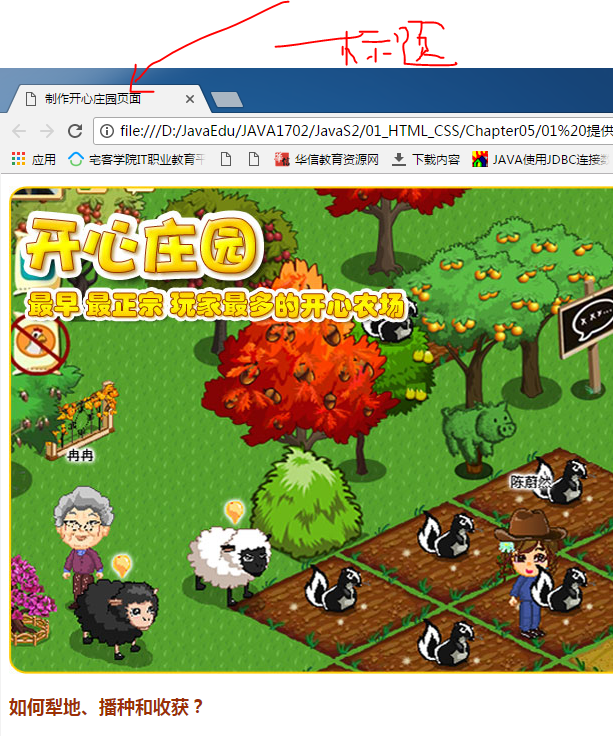 一标题
制作开心庄园页面
file:///D:/JavaEdu/JAVA1702/JavaS2/01_HTML_CSS/Chapter05/01%20提供
应用 宅客学院IT职业教育平 华信教育资源网 下载内容 JAVA使用JDBC连接数
开心庄园
最早 最正宗 玩家最多的开心农场
冉冉
陈蔚然
如何犁地、播种和收获？